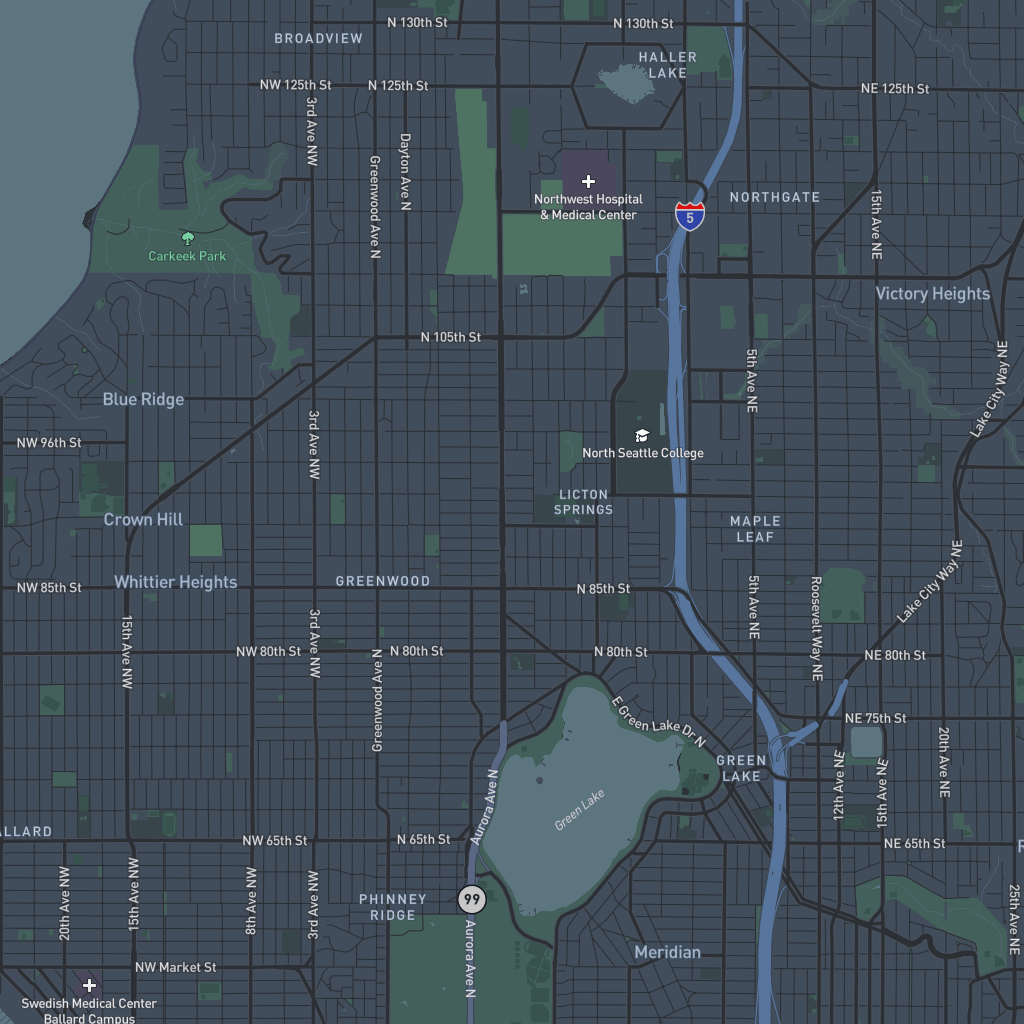 N 130th St
N 130th St
BROADVIEW
HALLER
LAKE
NW 125th St
N 125th St
NE 125th St
3rd Ave NW
Dayton Ave N
Greenwood Ave N
Northwest Hospital
& Medical Center
NORTHGATE
15th Ave NE
5
Carkeek Park
Victory Heights
N 105th St
5th Ave NE
Lake City Way NE
Blue Ridge
3rd Ave NW
NW 96th St
North Seattle College
LICTON
SPRINGS
Crown Hill
MAPLE
LEAF
Whittier Heights
GREENWOOD
NW 85th St
N 85th St
5th Ave NE
Roosevelt Way NE
Lake City Way NE
15th Ave NW
3rd Ave NW
NW 80th St
N 80th St
N 80th St
NE 80th St
Greenwood Ave N
E Green Lake Dr N
NE 75th St
GREEN
LAKE
20th Ave NE
12th Ave NE
15th Ave NE
Aurora Ave N
Green Lake
ALLARD
NW 65th St
N 65th St
NE 65th St
R
20th Ave NW
15th Ave NW
8th Ave NW
3rd Ave NW
PHINNEY
RIDGE
99
25th Ave NE
Aurora Ave N
Meridian
NW Market St
Swedish Medical Center
Ballard Campus